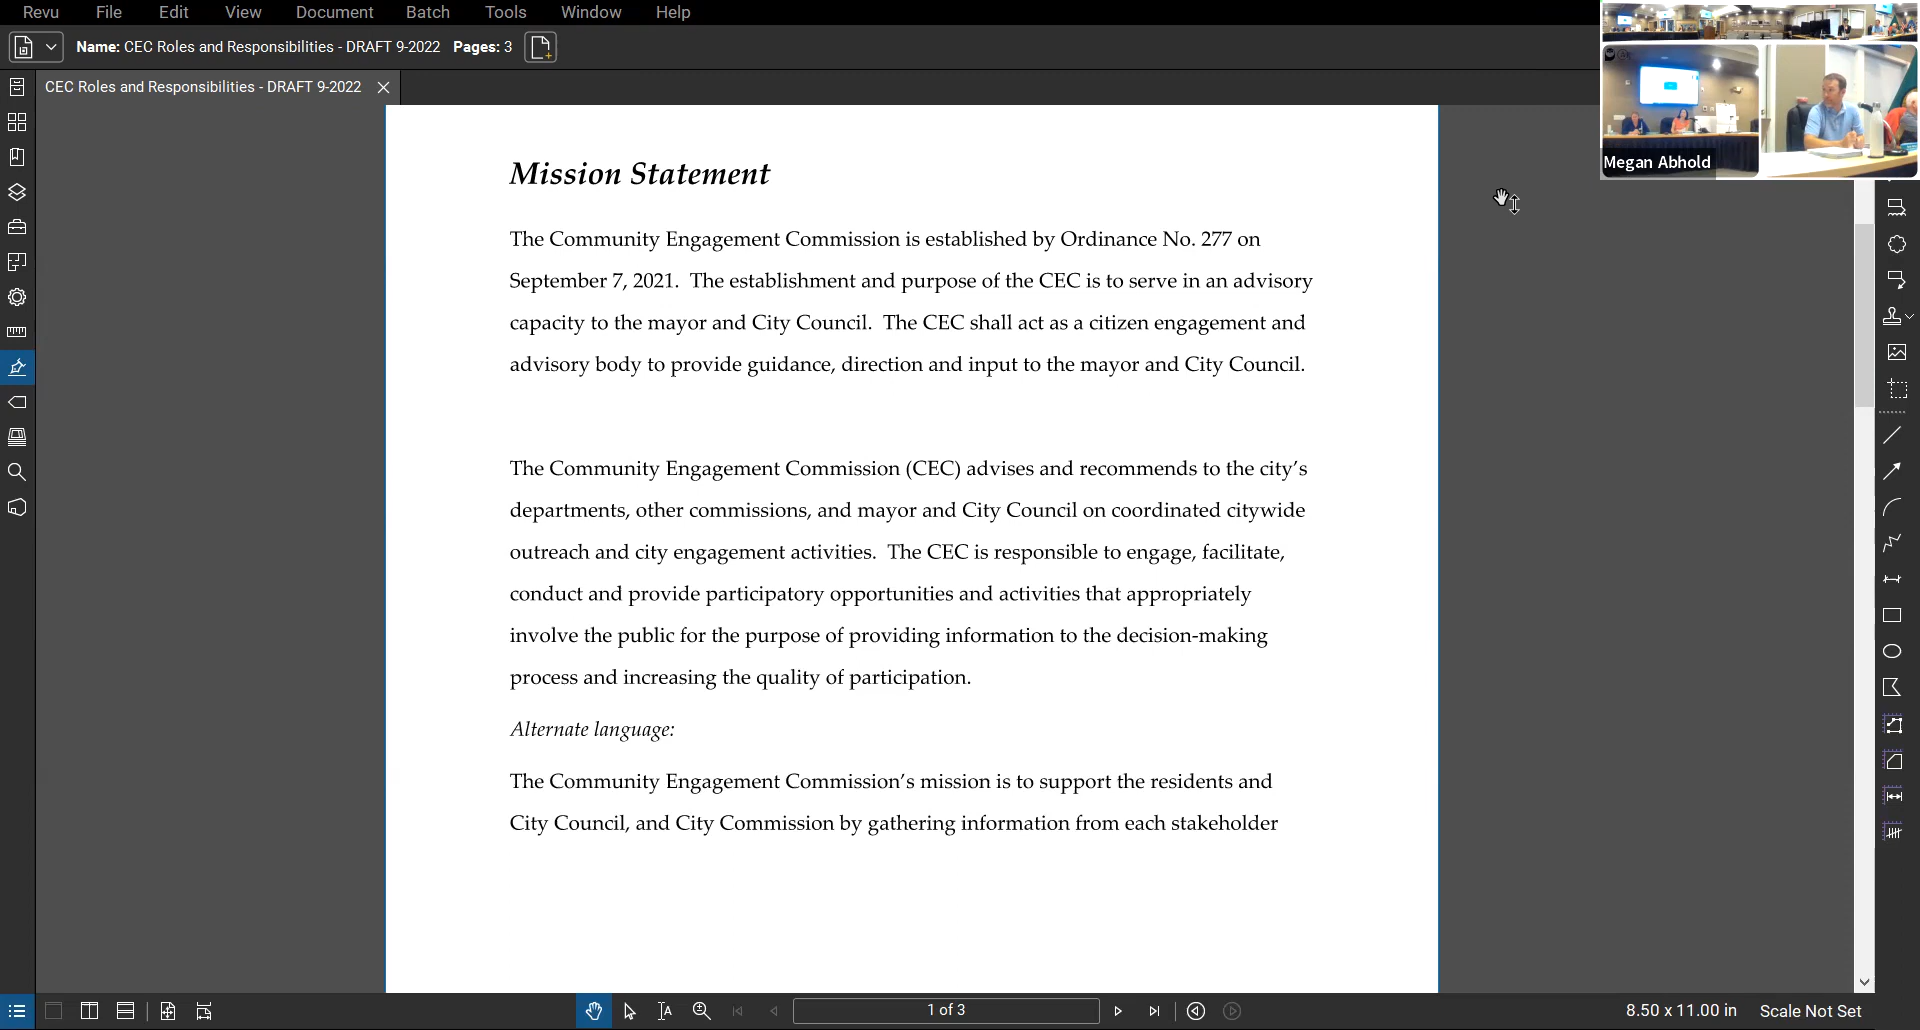 Revu File Edit View Document Batch Tools Window Help
Name: CEC Roles and Responsibilities - DRAFT 9-2022 Pages: 3
CEC Roles and Responsibilities - DRAFT 9-2022
Megan Abhold
Mission Statement
The Community Engagement Commission is established by Ordinance No. 277 on
September 7, 2021. The establishment and purpose of the CEC is to serve in an advisory
capacity to the mayor and City Council. The CEC shall act as a citizen engagement and
advisory body to provide guidance, direction and input to the mayor and City Council.
The Community Engagement Commission (CEC) advises and recommends to the city's
departments, other commissions, and mayor and City Council on coordinated citywide
outreach and city engagement activities. The CEC is responsible to engage, facilitate,
conduct and provide participatory opportunities and activities that appropriately
involve the public for the purpose of providing information to the decision-making
process and increasing the quality of participation.
Alternate language:
The Community Engagement Commission's mission is to support the residents and
City Council, and City Commission by gathering information from each stakeholder
1 of 3
8.50 x 11.00 in Scale Not Set